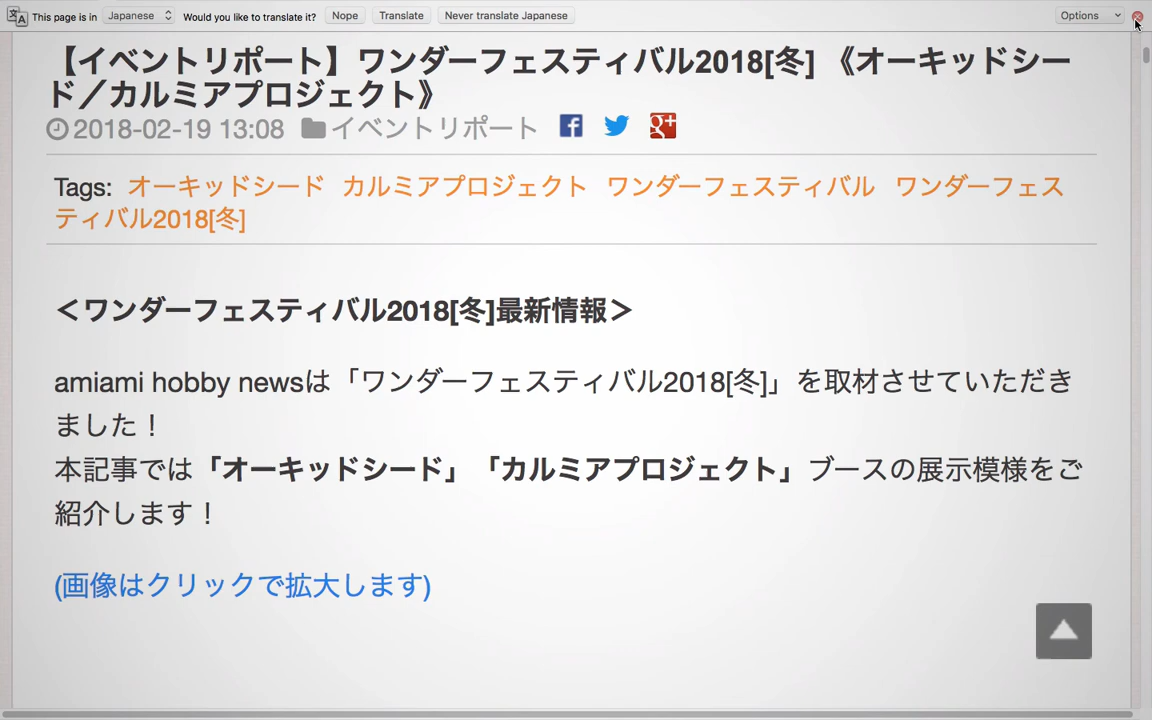 This page is in Japanese Would you like to translate it? Nope Translate Never translate Japanese Options
【イベントリポート】ワンダーフェスティバル2018[冬] 《オーキッドシー
ド／カルミアプロジェクト》
2018-02-19 13:08 イベントリポート
Tags: オーキッドシード カルミアプロジェクト ワンダーフェスティバル ワンダーフェス
ティバル2018[冬]
＜ワンダーフェスティバル2018[冬]最新情報＞
amiami hobby newsは「ワンダーフェスティバル2018[冬]」を取材させていただき
ました！
本記事では「オーキッドシード」「カルミアプロジェクト」ブースの展示模様をご
紹介します！
(画像はクリックで拡大します)